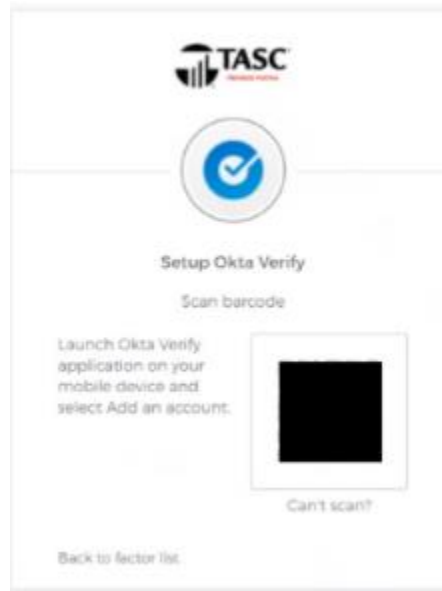 TASC
Setup Okta Verify
Scan barcode
Launch Okta Verify
application on your
mobile device and
select Add an account.
Can't scan?
Back to factor list